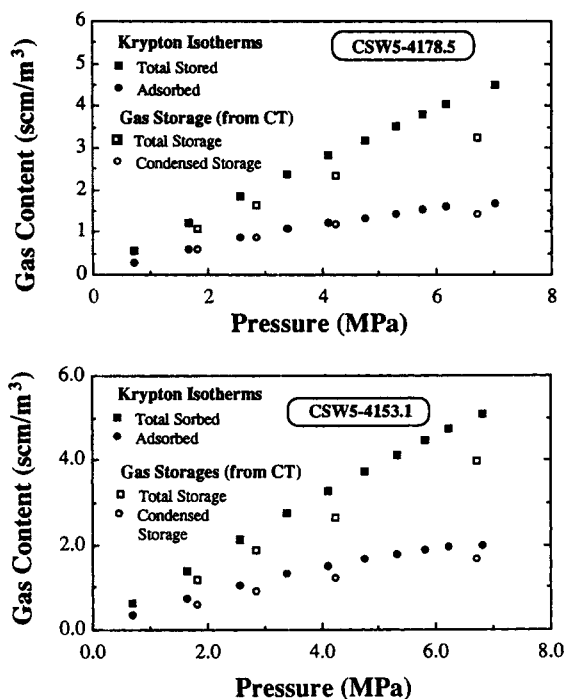 Gas Content (scm/m³)
6
5
4
3
2
1
0
Krypton Isotherms
Total Stored
Adsorbed
Gas Storage (from CT)
Total Storage
Condensed Storage
CSW5-4178.5
0 2 4 6 8
Pressure (MPa)
Gas Content (scm/m³)
6.0
4.0
2.0
0.0
Krypton Isotherms
Total Sorbed
Adsorbed
Gas Storages (from CT)
Total Storage
Condensed
Storage
CSW5-4153.1
0.0 2.0 4.0 6.0 8.0
Pressure (MPa)